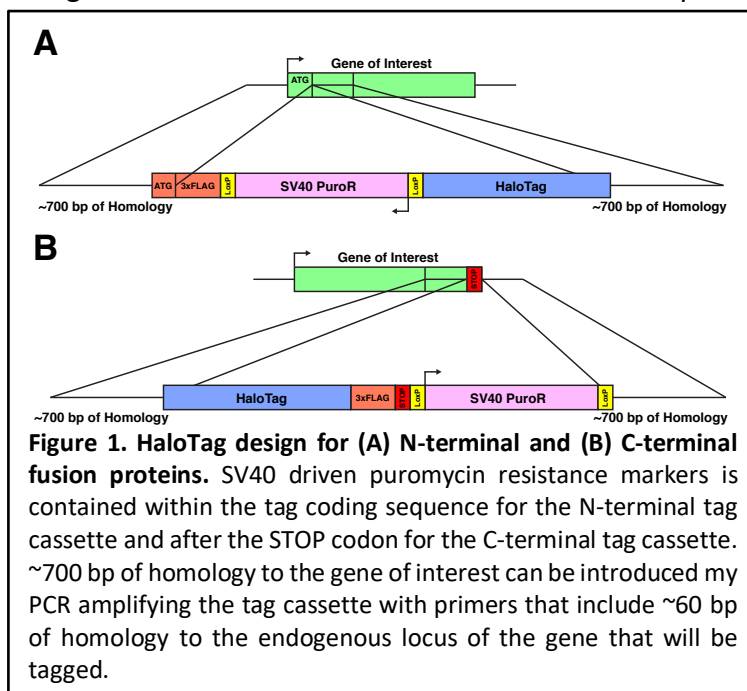 A
Gene of Interest
ATG
ATG 3xFLAG LoxP SV40 PuroR LoxP HaloTag
~700 bp of Homology ~700 bp of Homology
B
Gene of Interest
STOP
HaloTag 3xFLAG STOP LoxP SV40 PuroR LoxP
~700 bp of Homology ~700 bp of Homology
Figure 1. HaloTag design for (A) N-terminal and (B) C-terminal
fusion proteins. SV40 driven puromycin resistance markers is
contained within the tag coding sequence for the N-terminal tag
cassette and after the STOP codon for the C-terminal tag cassette.
~700 bp of homology to the gene of interest can be introduced my
PCR amplifying the tag cassette with primers that include ~60 bp
of homology to the endogenous locus of the gene that will be
tagged.